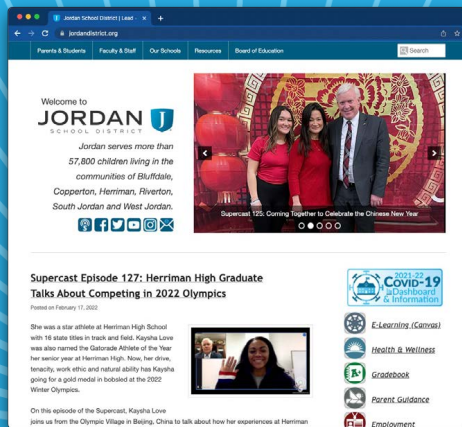 Jordan School District | Lead -
jordandistrict.org
Parents & Students Faculty & Staff Our Schools Resources Board of Education Search
Welcome to
JORDAN J
SCHOOL DISTRICT
Jordan serves more than
57,800 children living in the
communities of Bluffdale,
Copperton, Herriman, Riverton,
South Jordan and West Jordan.
Supercast 125: Coming Together to Celebrate the Chinese New Year
Supercast Episode 127: Herriman High Graduate
Talks About Competing in 2022 Olympics
Posted on February 17, 2022
She was a star athlete at Herriman High School
with 16 state titles in track and field. Kaysha Love
was also named the Gatorade Athlete of the Year
her senior year at Herriman High. Now, her drive,
tenacity, work ethic and natural ability has Kaysha
going for a gold medal in bobsled at the 2022
Winter Olympics.
On this episode of the Supercast, Kaysha Love
joins us from the Olympic Village in Beijing, China to talk about how her experiences at Herriman
2021-22
COVID-19
Dashboard
& Information
E-Learning (Canvas)
Health & Wellness
A+
Gradebook
Parent Guidance
Employment